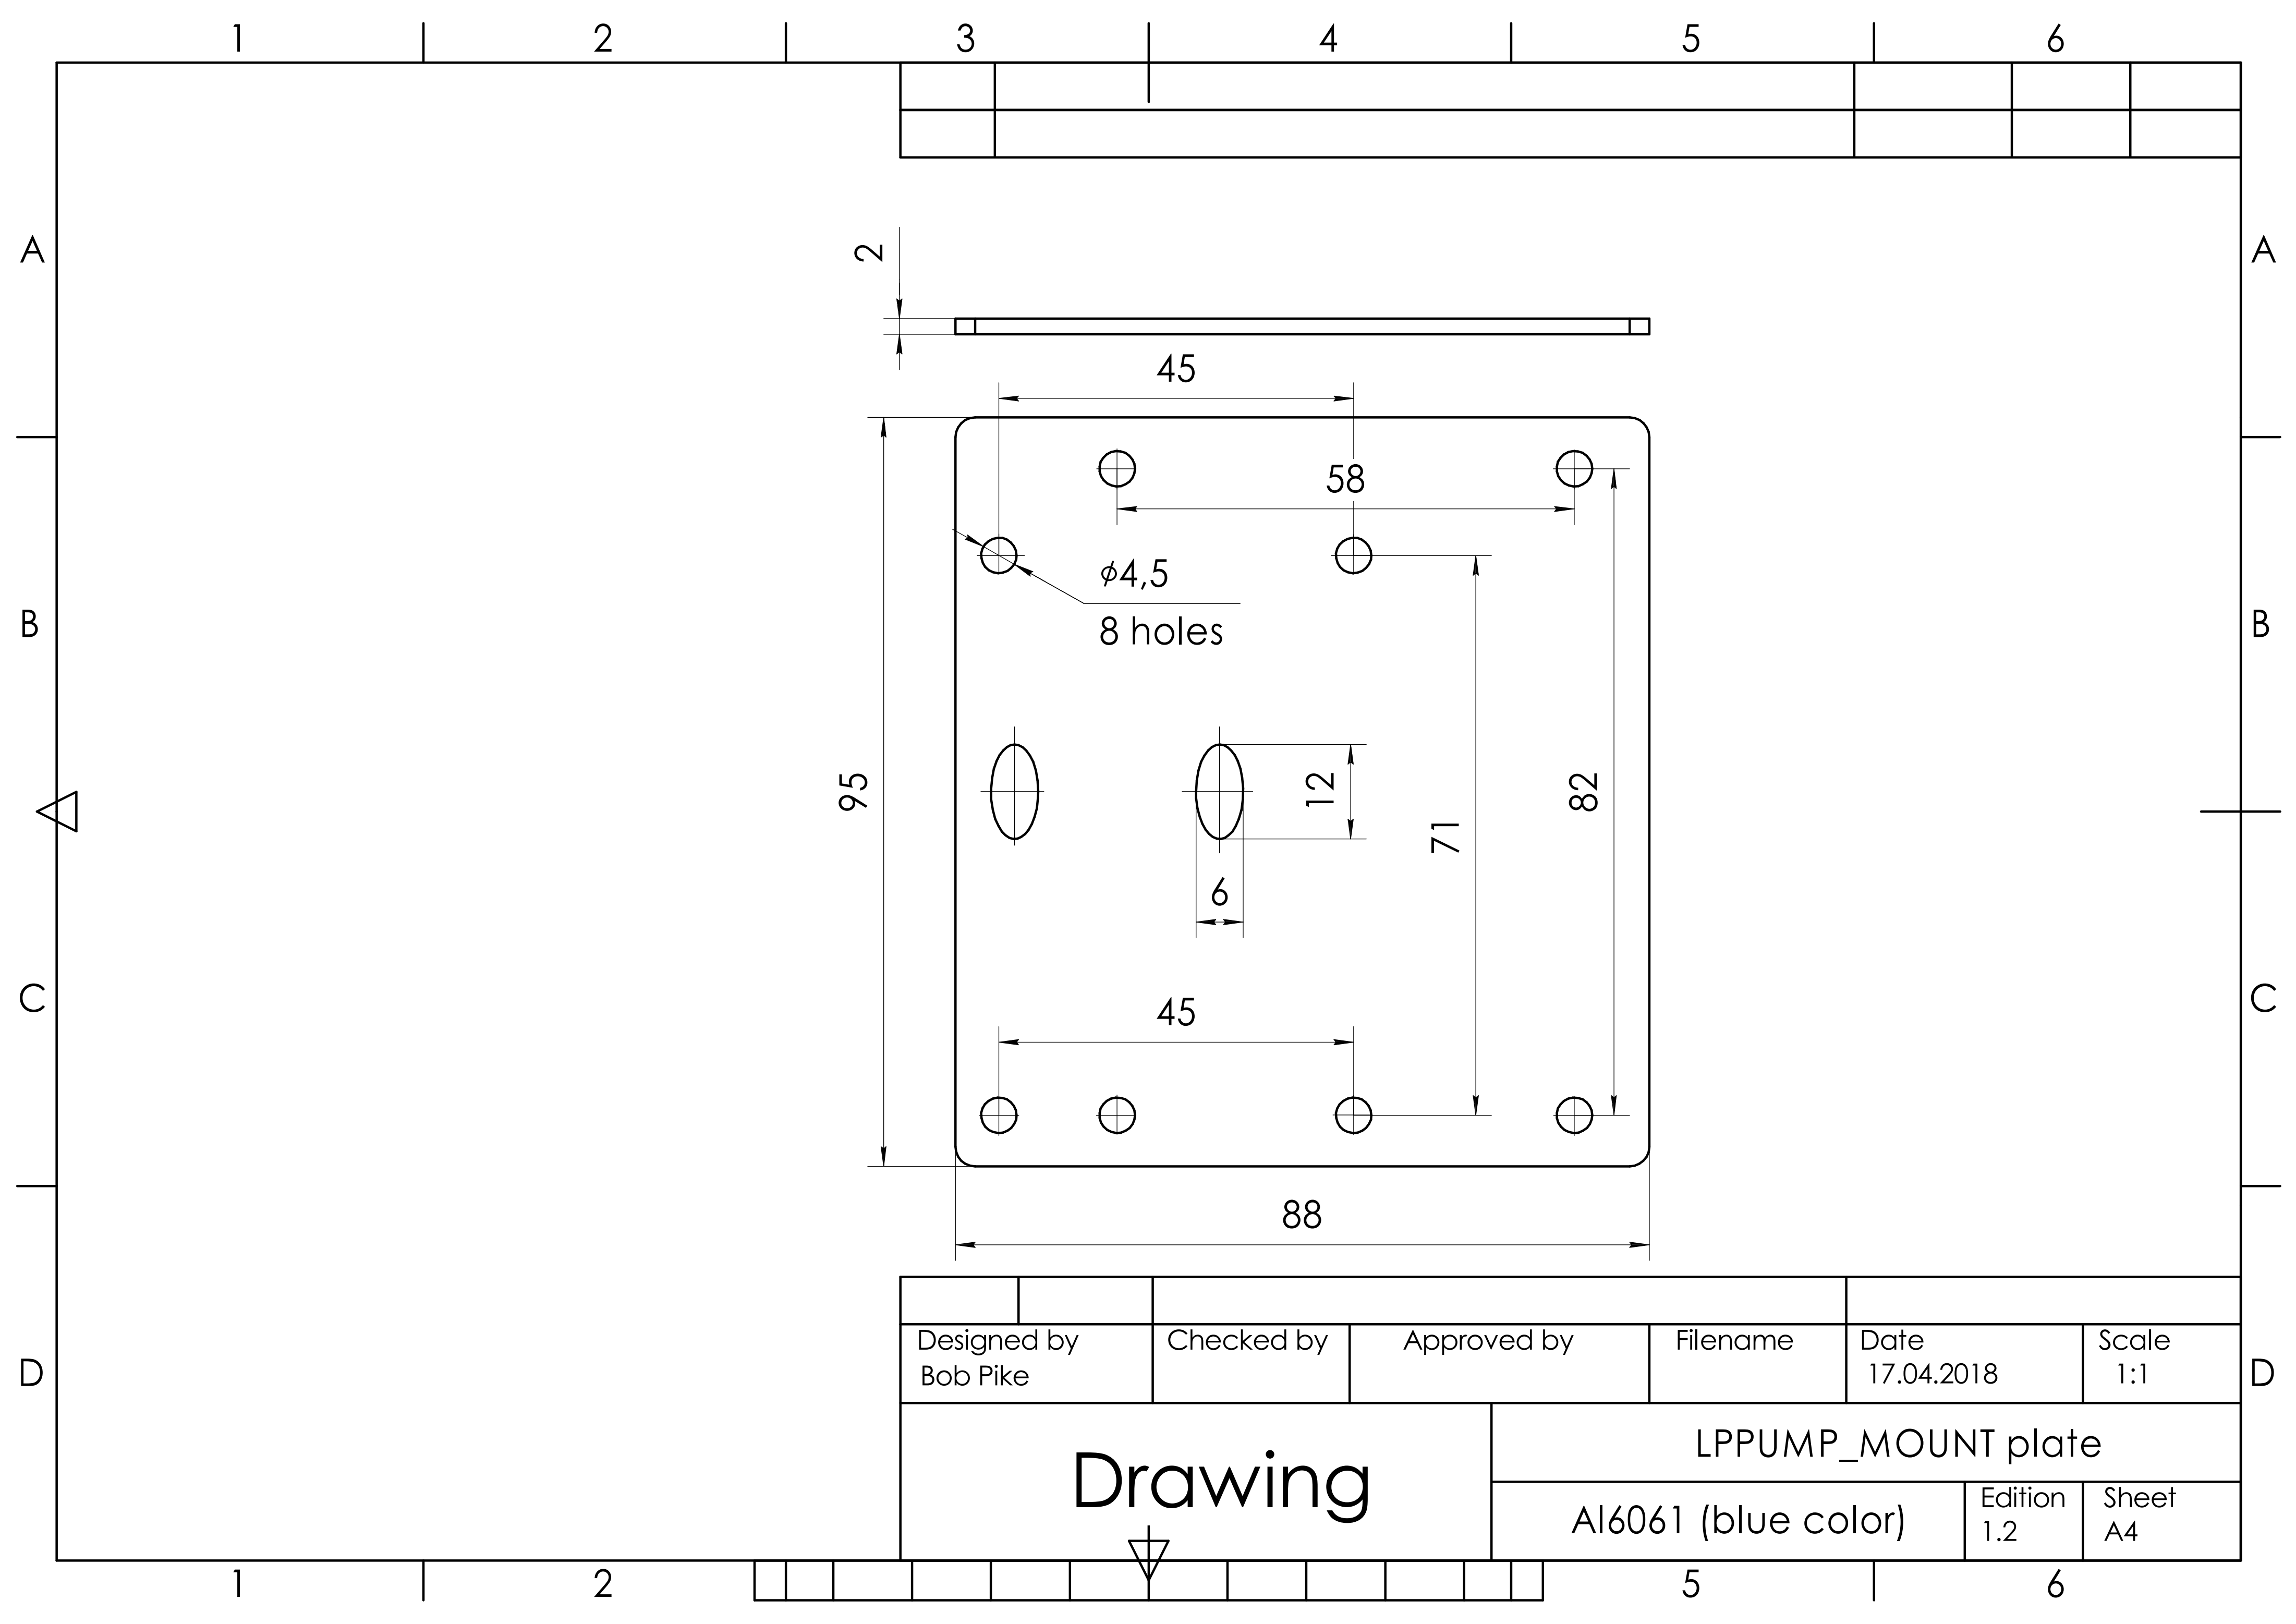 1 2 3 4 5 6
A A
2
45
58
⌀4,5
8 holes
B B
95
12
71
82
6
C C
45
88
Designed by Checked by Approved by Filename Date Scale
Bob Pike 17.04.2018 1:1
D D
Drawing
LPPUMP_MOUNT plate
Al6061 (blue color)
Edition Sheet
1.2 A4
1 2 5 6